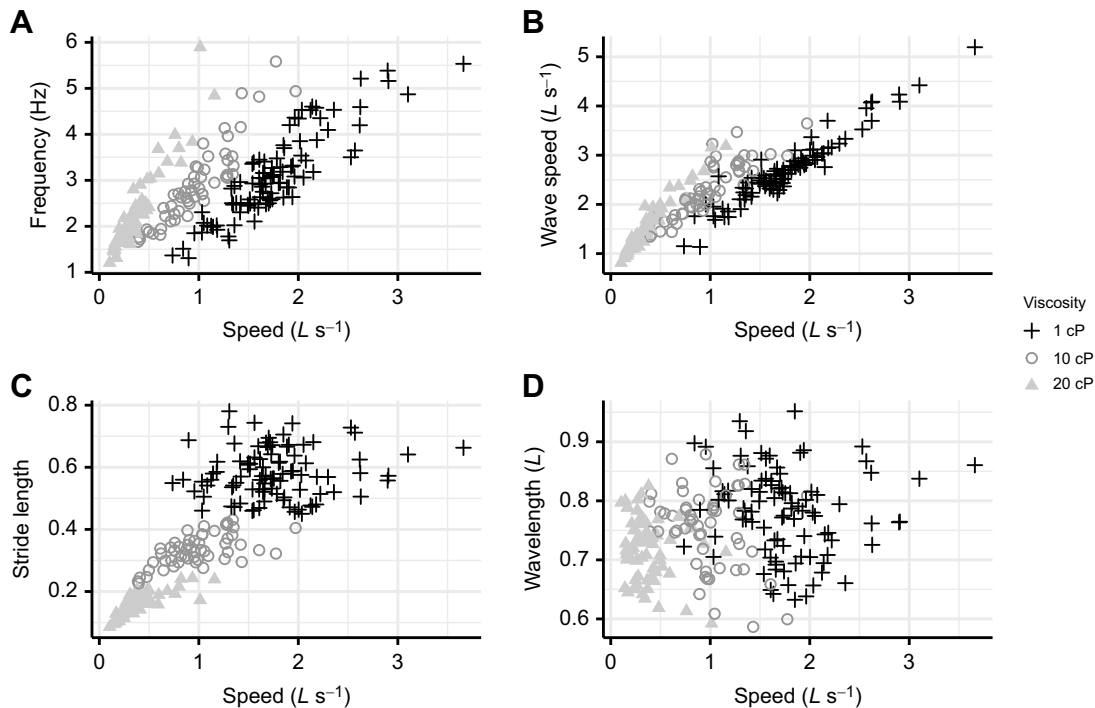 A
6
5
4
3
2
1
Frequency (Hz)
0 1 2 3
Speed (L s−1)
B
5
4
3
2
1
Wave speed (L s−1)
0 1 2 3
Speed (L s−1)
Viscosity
1 cP
10 cP
20 cP
C
0.8
0.6
0.4
0.2
Stride length
0 1 2 3
Speed (L s−1)
D
0.9
0.8
0.7
0.6
Wavelength (L)
0 1 2 3
Speed (L s−1)